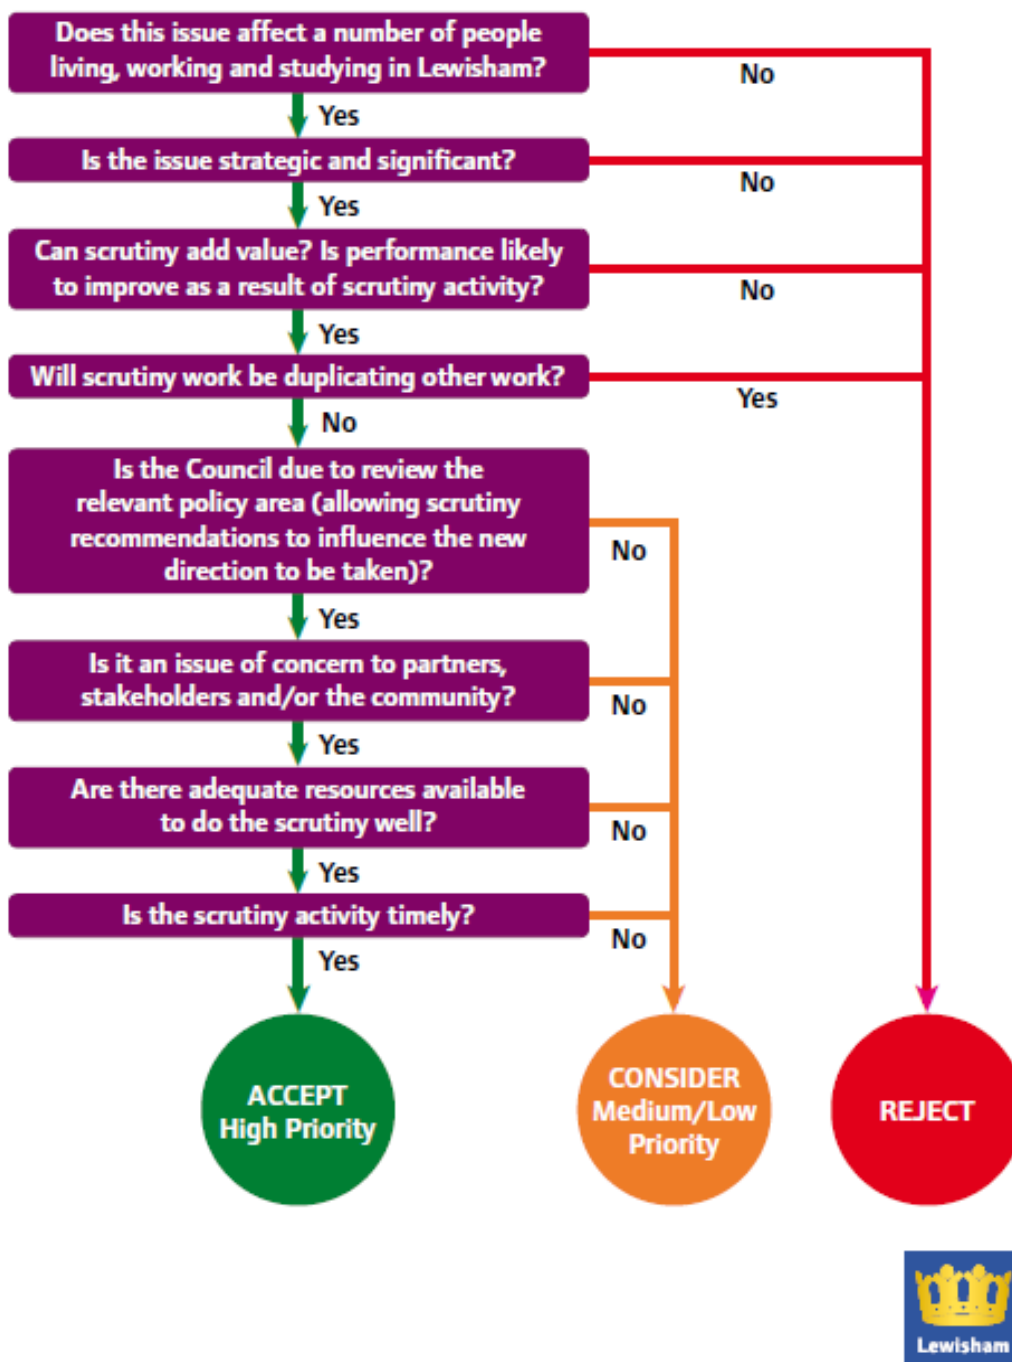 Does this issue affect a number of people
living, working and studying in Lewisham?
No
Yes
Is the issue strategic and significant?
No
Yes
Can scrutiny add value? Is performance likely
to improve as a result of scrutiny activity?
No
Yes
Will scrutiny work be duplicating other work?
Yes
No
Is the Council due to review the
relevant policy area (allowing scrutiny
recommendations to influence the new
direction to be taken)?
No
Yes
Is it an issue of concern to partners,
stakeholders and/or the community?
No
Yes
Are there adequate resources available
to do the scrutiny well?
No
Yes
Is the scrutiny activity timely?
No
Yes
ACCEPT
High Priority
CONSIDER
Medium/Low
Priority
REJECT
Lewisham